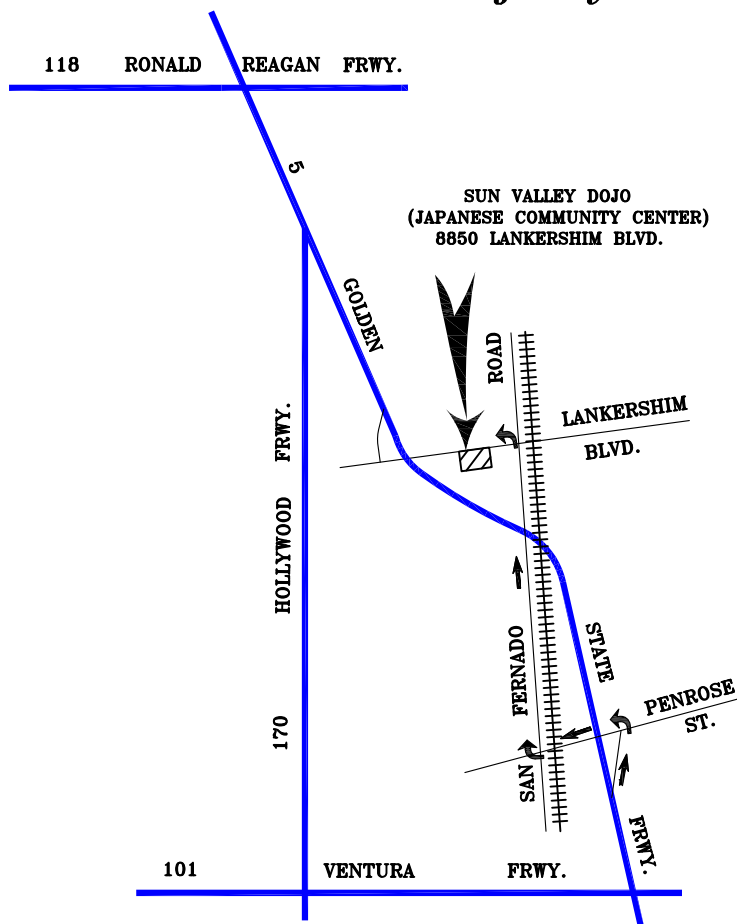 118 RONALD REAGAN FRWY.
5
SUN VALLEY DOJO
(JAPANESE COMMUNITY CENTER)
8850 LANKERSHIM BLVD.
GOLDEN
STATE
FRWY.
ROAD
FERNADO
SAN
LANKERSHIM
BLVD.
HOLLYWOOD FRWY.
170
PENROSE
ST.
101 VENTURA FRWY.